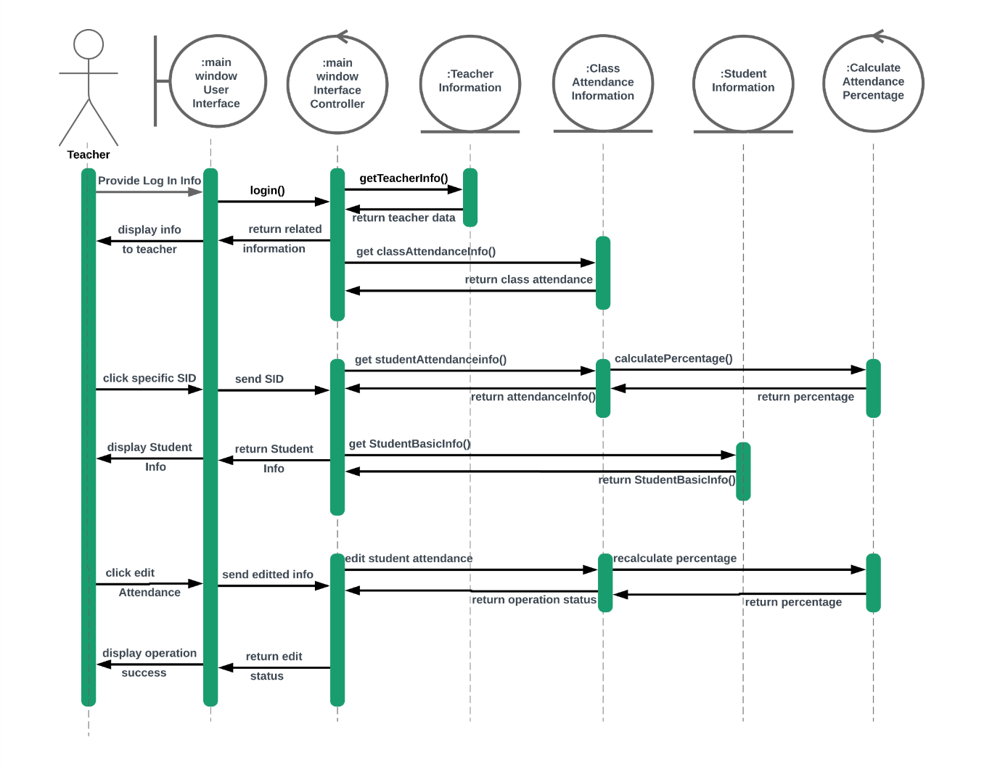 :main
window
User
Interface
:main
window
Interface
Controller
:Teacher
Information
:Class
Attendance
Information
:Student
Information
:Calculate
Attendance
Percentage
Teacher
Provide Log In Info
login()
getTeacherInfo()
return teacher data
display info
to teacher
return related
information
get classAttendanceInfo()
return class attendance
get studentAttendanceinfo()
calculatePercentage()
click specific SID
send SID
return attendanceInfo()
return percentage
display Student
Info
return Student
Info
get StudentBasicInfo()
return StudentBasicInfo()
edit student attendance
recalculate percentage
click edit
Attendance
send editted info
return operation status
return percentage
display operation
success
return edit
status